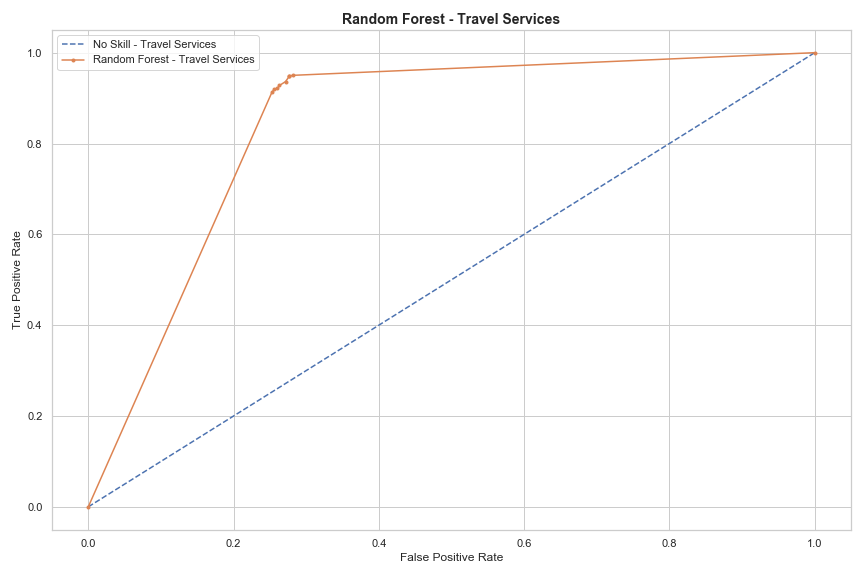 Random Forest - Travel Services
No Skill - Travel Services
Random Forest - Travel Services
1.0
0.8
0.6
0.4
0.2
0.0
True Positive Rate
0.0 0.2 0.4 0.6 0.8 1.0
False Positive Rate